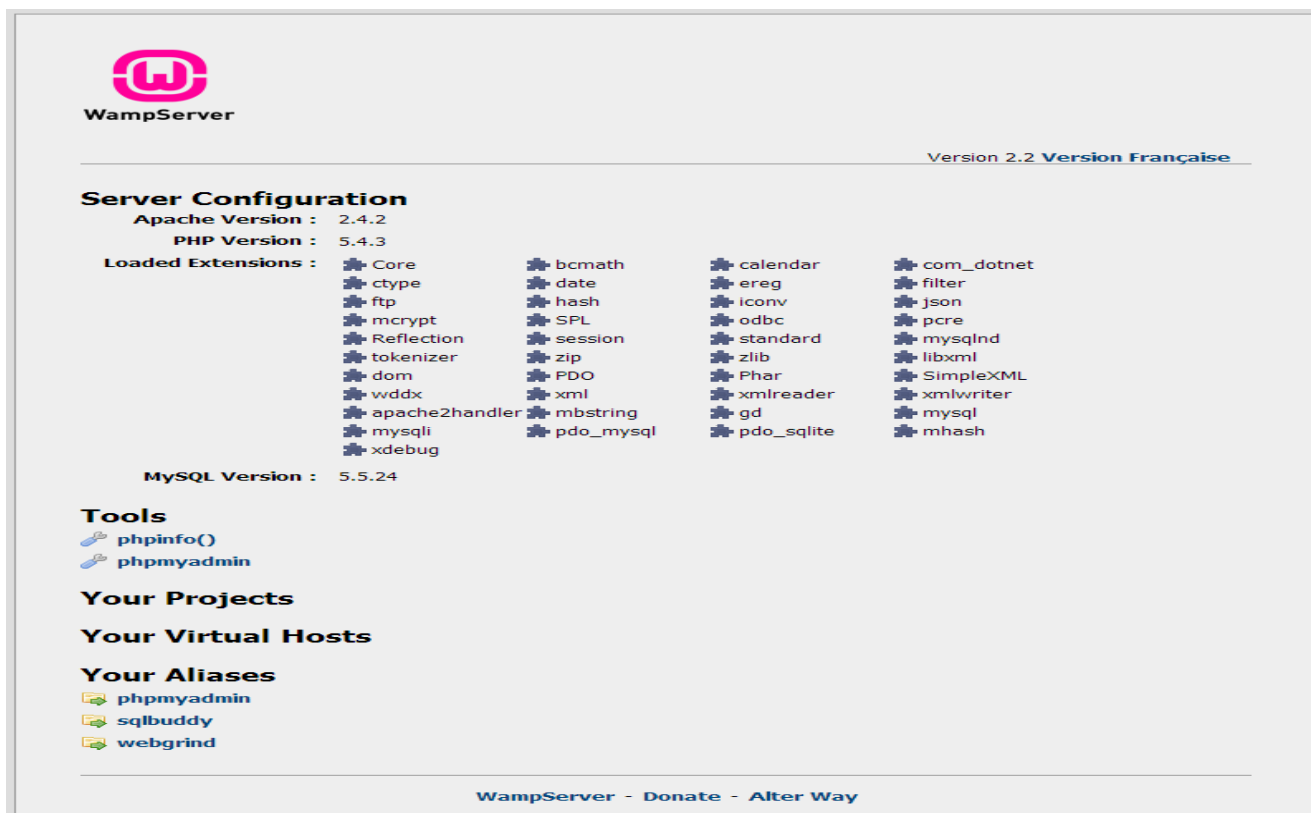 WampServer
Version 2.2 Version Française
Server Configuration
Apache Version : 2.4.2
PHP Version : 5.4.3
Loaded Extensions : Core bcmath calendar com_dotnet
ctype date ereg filter
ftp hash iconv json
mcrypt SPL odbc pcre
Reflection session standard mysqlnd
tokenizer zip zlib libxml
dom PDO Phar SimpleXML
wddx xml xmlreader xmlwriter
apache2handler mbstring gd mysql
mysqli pdo_mysql pdo_sqlite mhash
xdebug
MySQL Version : 5.5.24
Tools
phpinfo()
phpmyadmin
Your Projects
Your Virtual Hosts
Your Aliases
phpmyadmin
sqlbuddy
webgrind
WampServer - Donate - Alter Way